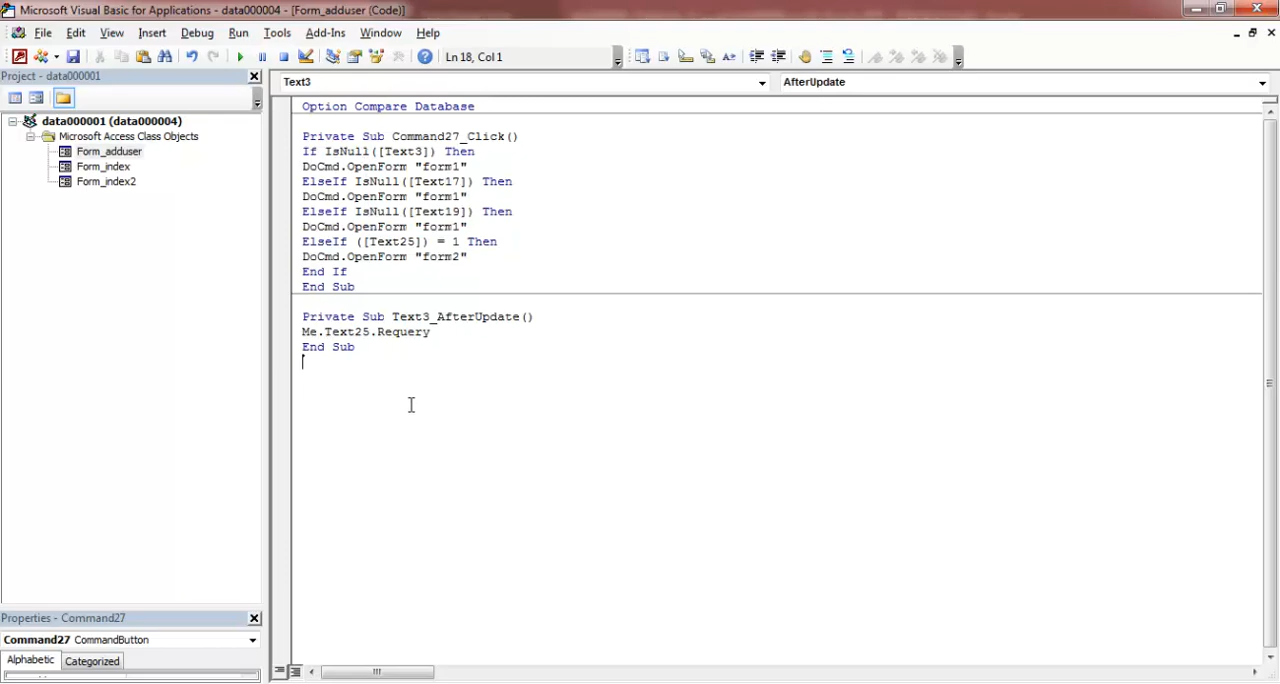 Microsoft Visual Basic for Applications - data000004 - [Form_adduser (Code)]
File Edit View Insert Debug Run Tools Add-Ins Window Help
Ln 18, Col 1
Project - data000001
Text3 AfterUpdate
data000001 (data000004)
Microsoft Access Class Objects
Form_adduser
Form_index
Form_index2
Option Compare Database
Private Sub Command27_Click()
If IsNull([Text3]) Then
DoCmd.OpenForm "form1"
ElseIf IsNull([Text17]) Then
DoCmd.OpenForm "form1"
ElseIf IsNull([Text19]) Then
DoCmd.OpenForm "form1"
ElseIf ([Text25]) = 1 Then
DoCmd.OpenForm "form2"
End If
End Sub
Private Sub Text3_AfterUpdate()
Me.Text25.Requery
End Sub
Properties - Command27
Command27 CommandButton
Alphabetic Categorized